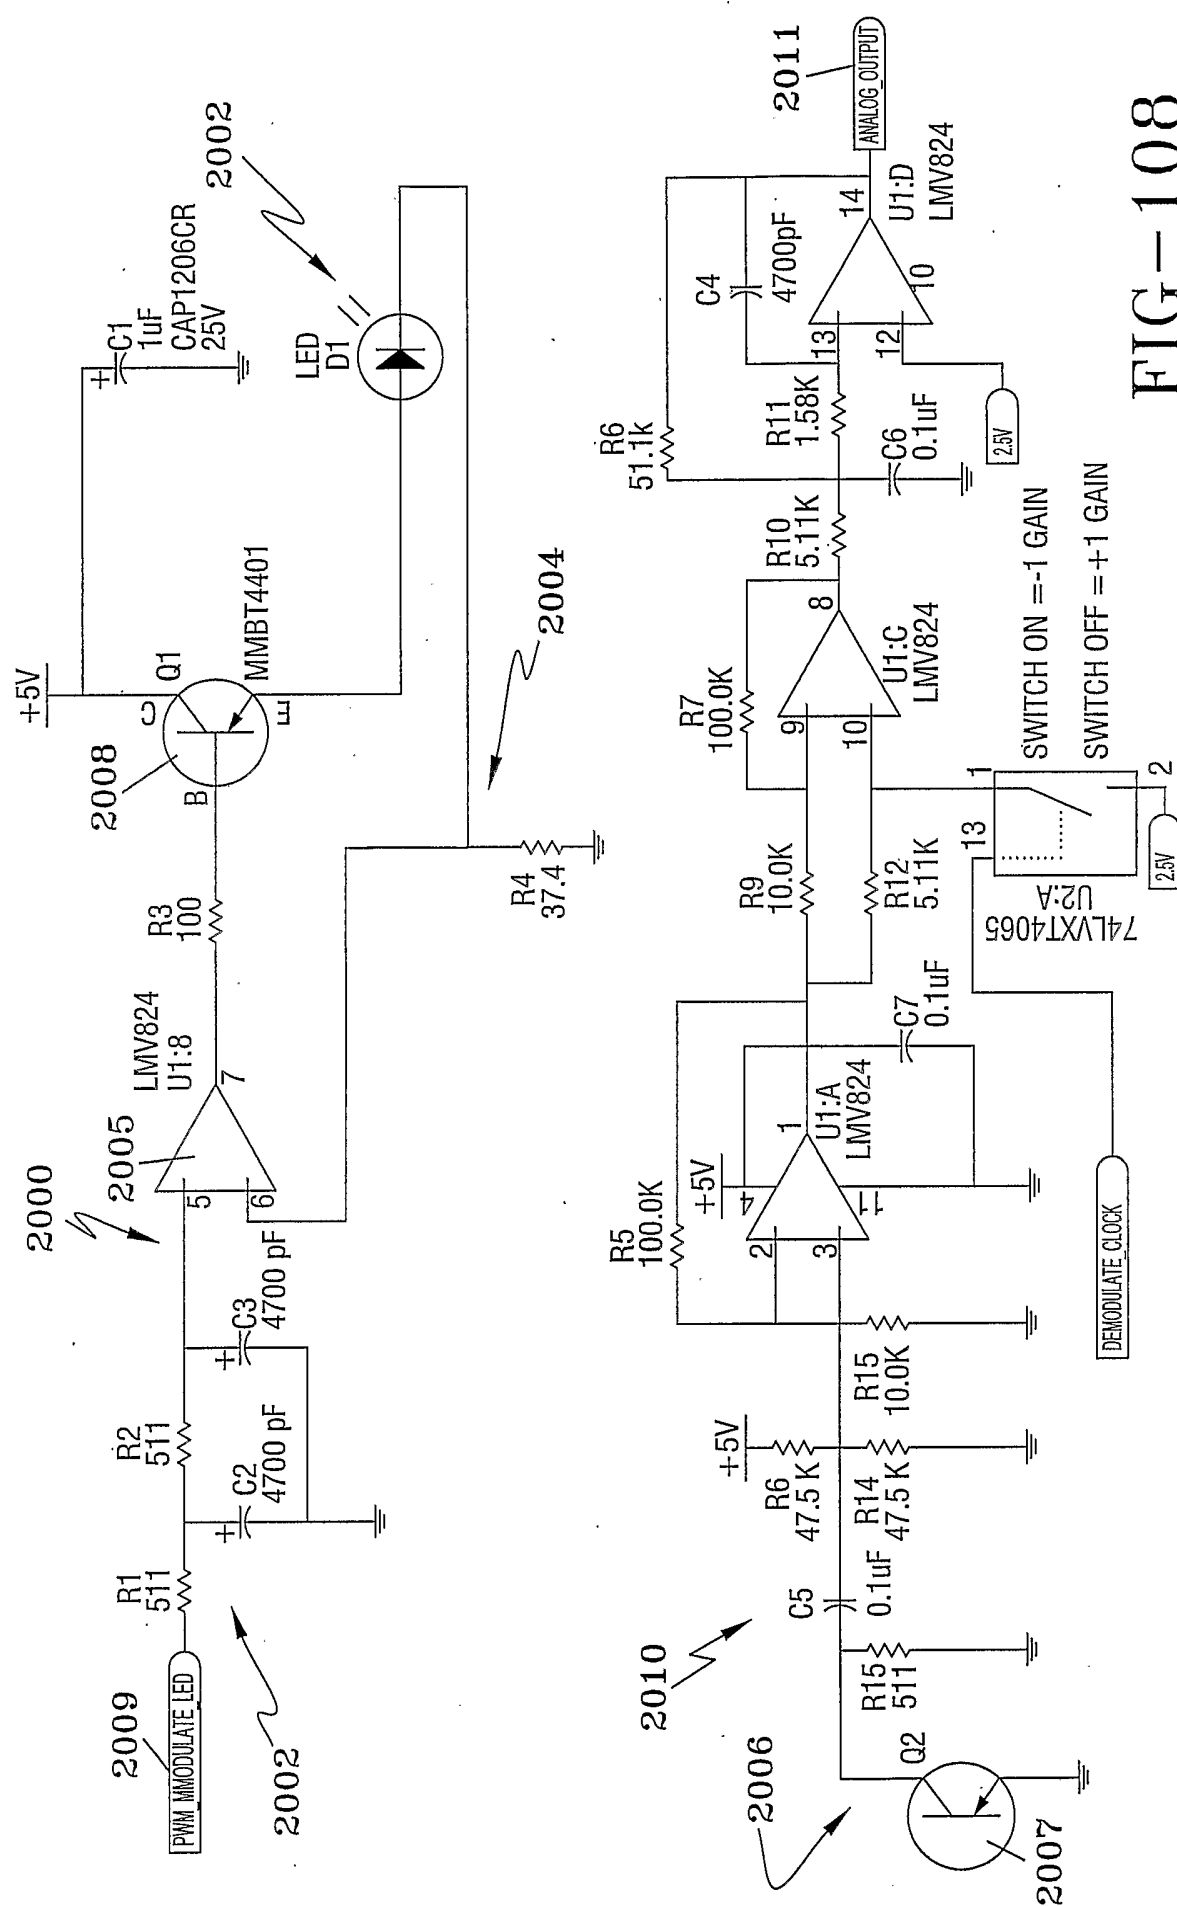 2000
2002
+5V
C1
1uF
CAP1206CR
25V
+
LED
D1
2008
C
Q1
B
E
MMBT4401
R3
100
LMV824
U1:8
2005
5
6
7
2009
PWM_MMODULATE LED
R1
511
R2
511
+
C2
4700 pF
+
C3
4700 pF
2002
R4
37.4
2004
2010
2006
2007
Q2
R15
511
C5
0.1uF
+5V
R6
47.5 K
R14
47.5 K
R15
10.0K
R5
100.0K
+5V
4
2
3
1
11
U1:A
LMV824
C7
0.1uF
R9
10.0K
R12
5.11K
R7
100.0K
9
10
8
U1:C
LMV824
DEMODULATE_CLOCK
74LVXT4065
U2:A
13
1
2
2.5V
SWITCH ON =-1 GAIN
SWITCH OFF =+1 GAIN
R10
5.11K
R6
51.1k
R11
1.58K
C6
0.1uF
C4
4700pF
13
12
14
10
U1:D
LMV824
2.5V
2011
ANALOG_OUTPUT
FIG-108